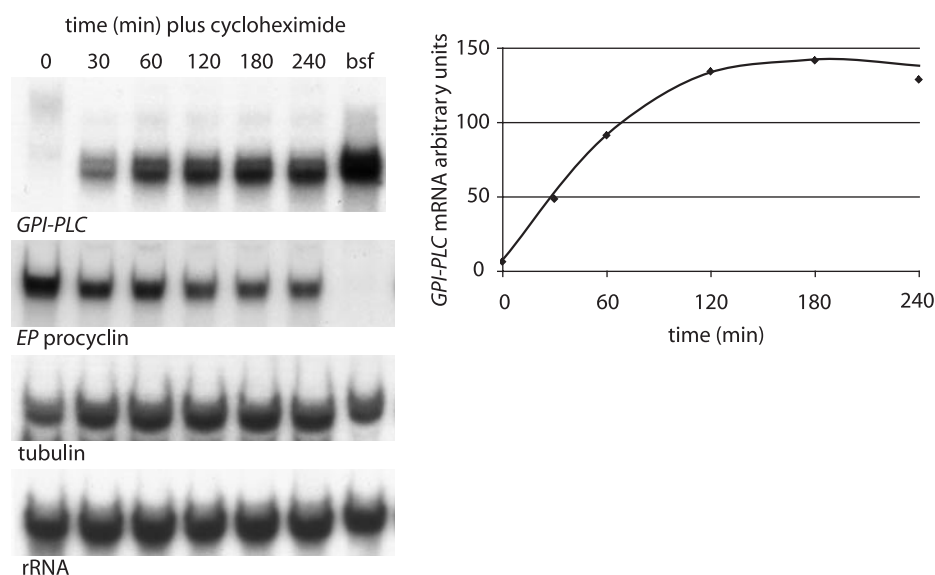 time (min) plus cycloheximide
0 30 60 120 180 240 bsf
GPI-PLC
EP procyclin
tubulin
rRNA
GPI-PLC mRNA arbitrary units
150
100
50
0
0 60 120 180 240
time (min)